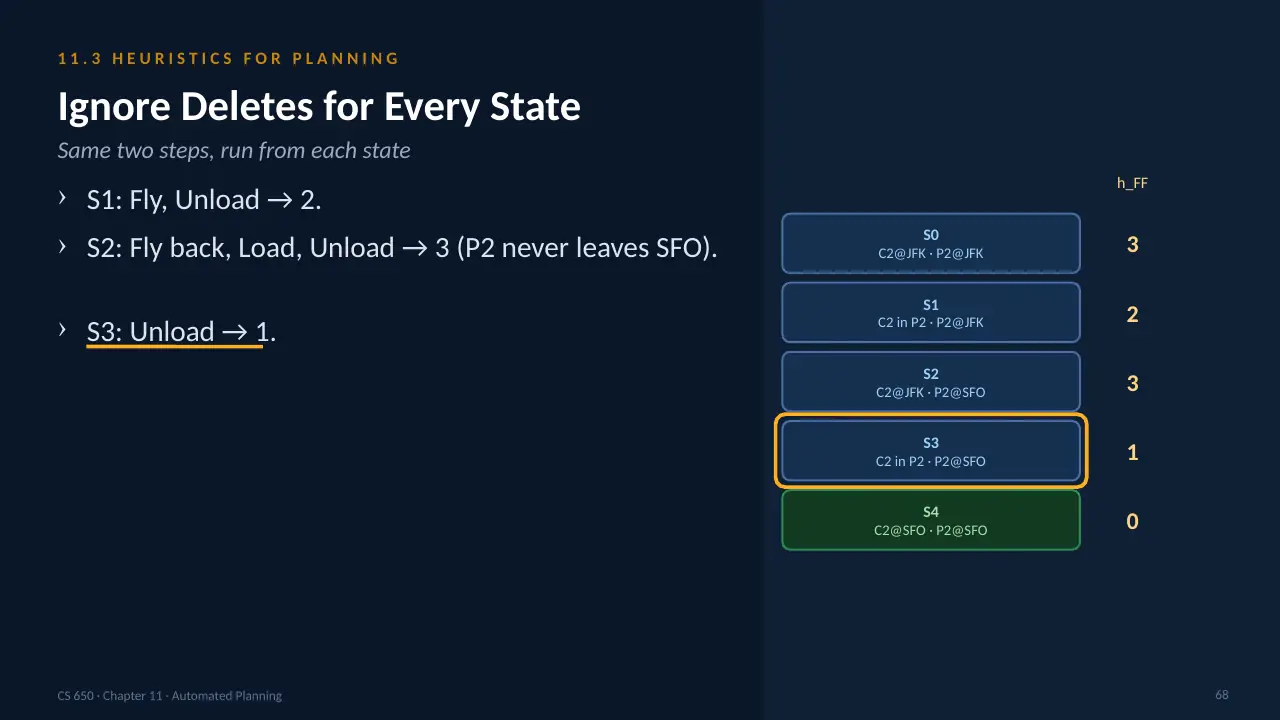 11.3 HEURISTICS FOR PLANNING
Ignore Deletes for Every State
Same two steps, run from each state
› S1: Fly, Unload → 2.
› S2: Fly back, Load, Unload → 3 (P2 never leaves SFO).
› S3: Unload → 1.
h_FF
S0
C2@JFK · P2@JFK
3
S1
C2 in P2 · P2@JFK
2
S2
C2@JFK · P2@SFO
3
S3
C2 in P2 · P2@SFO
1
S4
C2@SFO · P2@SFO
0
CS 650 · Chapter 11 · Automated Planning
68